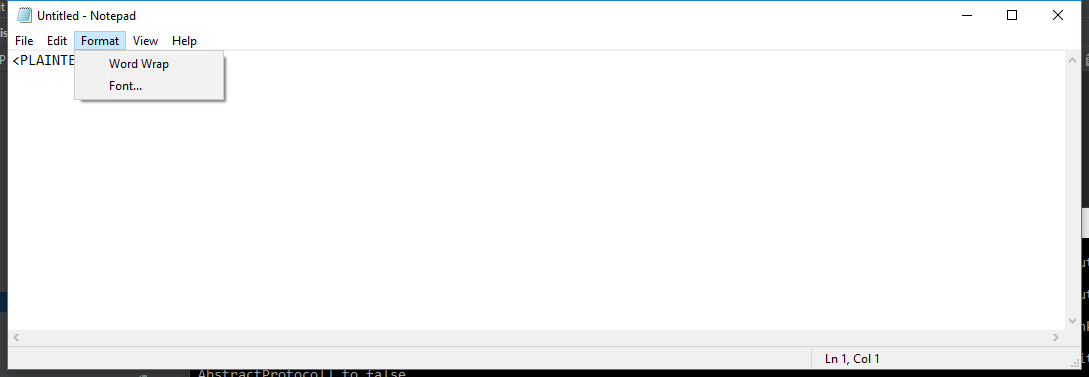 Untitled - Notepad
File Edit Format View Help
<PLAINTE
Word Wrap
Font...
Ln 1, Col 1
AbstractProtocol] to false